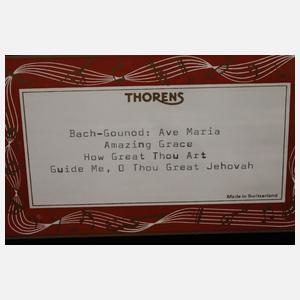 THORENS
Bach-Gounod: Ave Maria
Amazing Grace
How Great Thou Art
Guide Me, O Thou Great Jehovah
Made in Switzerland